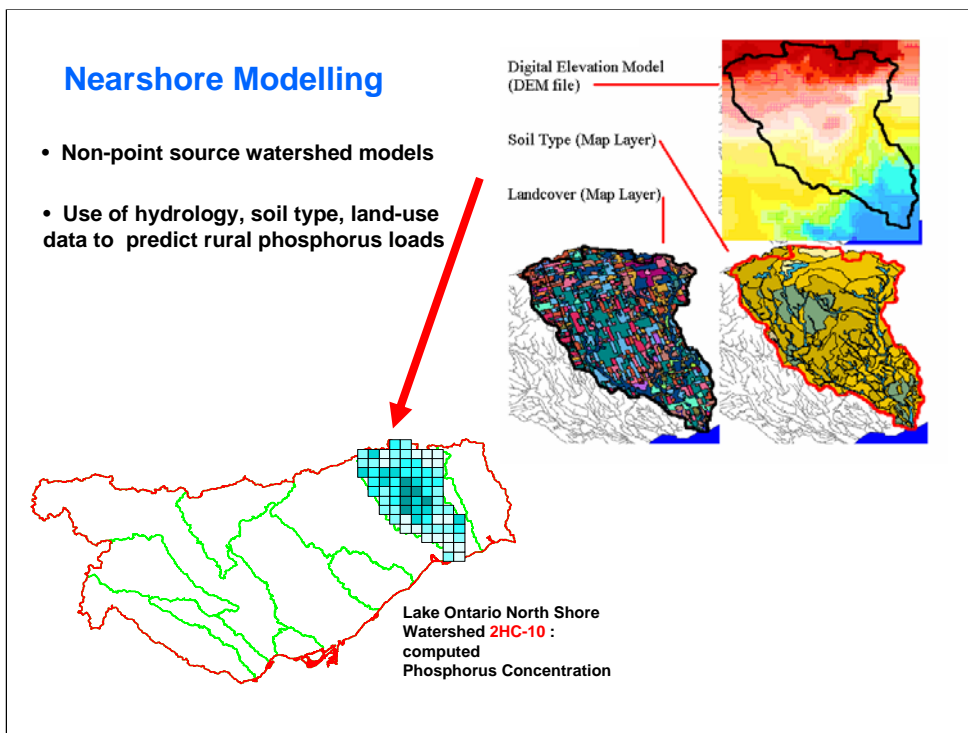 Nearshore Modelling
• Non-point source watershed models
• Use of hydrology, soil type, land-use
data to predict rural phosphorus loads
Digital Elevation Model
(DEM file)
Soil Type (Map Layer)
Landcover (Map Layer)
Lake Ontario North Shore
Watershed 2HC-10 :
computed
Phosphorus Concentration